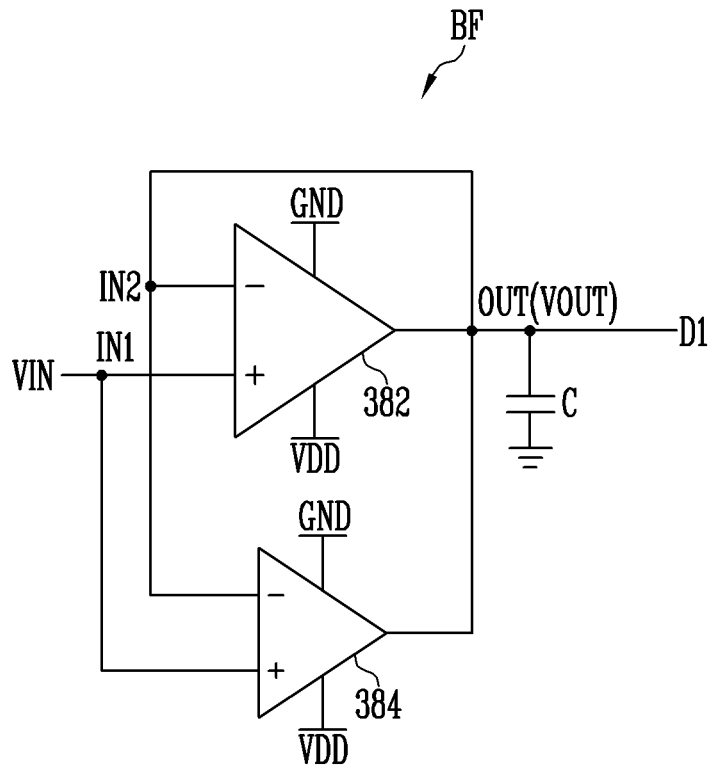 BF
GND
IN2
−
OUT(VOUT)
IN1
D1
VIN
+
382
C
VDD
GND
−
+
384
VDD